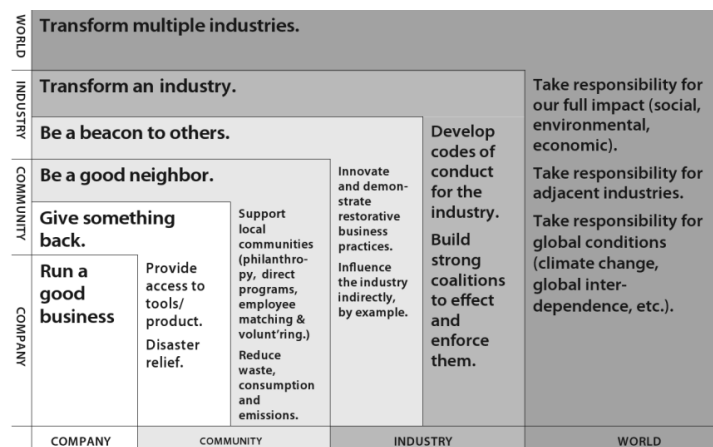 WORLD
Transform multiple industries.
INDUSTRY
Transform an industry.
Take responsibility for
our full impact (social,
environmental,
economic).
Take responsibility for
adjacent industries.
Take responsibility for
global conditions
(climate change,
global inter-
dependence, etc.).
Be a beacon to others.
Develop
codes of
conduct
for the
industry.
Build
strong
coalitions
to effect
and
enforce
them.
COMMUNITY
Be a good neighbor.
Innovate
and demon-
strate
restorative
business
practices.
Influence
the industry
indirectly,
by example.
Give something
back.
Support
local
communities
(philanthro-
py, direct
programs,
employee
matching &
volunt'ring.)
Reduce
waste,
consumption
and
emissions.
COMPANY
Run a
good
business
Provide
access to
tools/
product.
Disaster
relief.
COMPANY
COMMUNITY
INDUSTRY
WORLD